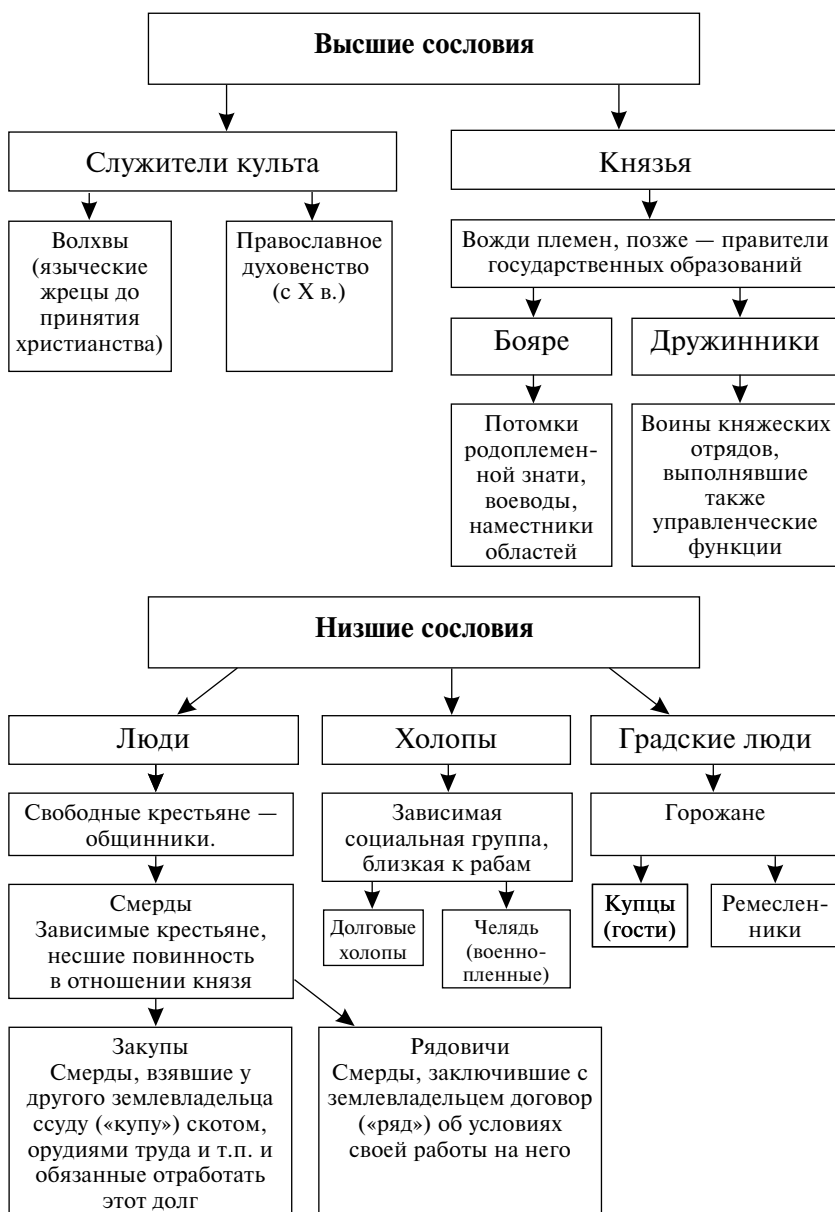 Высшие сословия
Служители культа
Князья
Волхвы
(языческие
жрецы до
принятия
христианства)
Православное
духовенство
(с X в.)
Вожди племен, позже — правители
государственных образований
Бояре
Дружинники
Потомки
родоплемен-
ной знати,
воеводы,
наместники
областей
Воины княжеских
отрядов,
выполнявшие
также
управленческие
функции
Низшие сословия
Люди
Холопы
Градские люди
Свободные крестьяне —
общинники.
Зависимая
социальная группа,
близкая к рабам
Горожане
Смерды
Зависимые крестьяне,
несшие повинность
в отношении князя
Долговые
холопы
Челядь
(военно-
пленные)
Купцы
(гости)
Ремеслен-
ники
Закупы
Смерды, взявшие у
другого землевладельца
ссуду («купу») скотом,
орудиями труда и т.п. и
обязанные отработать
этот долг
Рядовичи
Смерды, заключившие с
землевладельцем договор
(«ряд») об условиях
своей работы на него